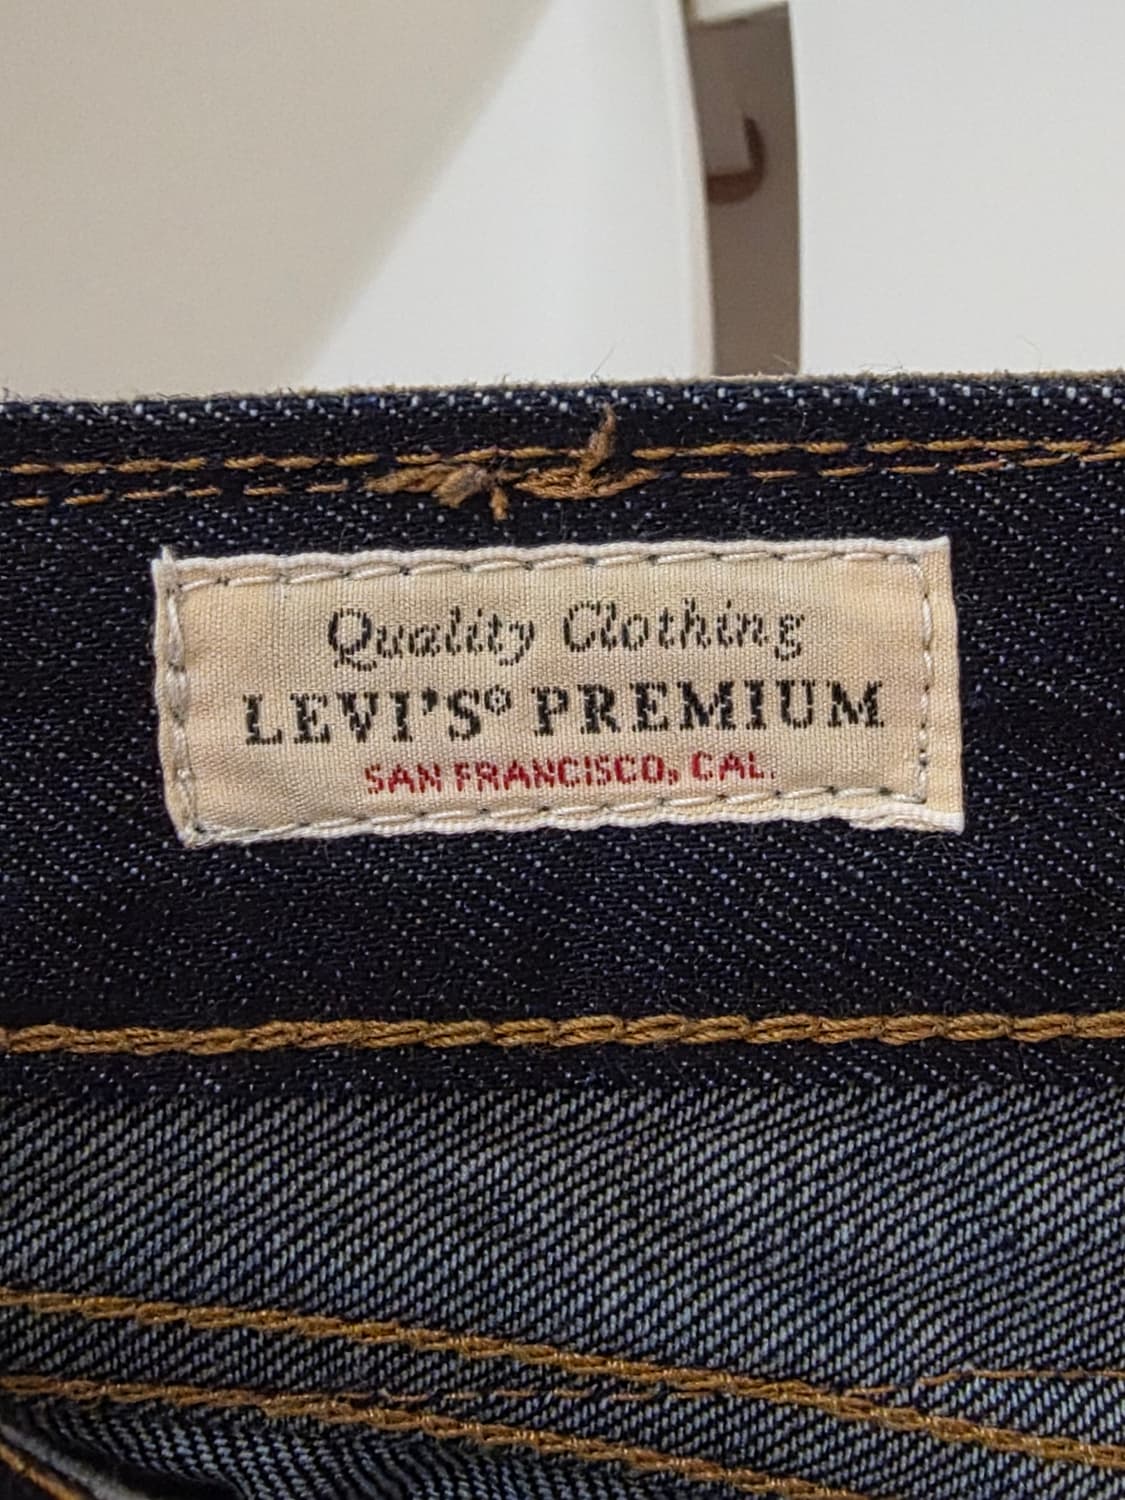 Quality Clothing
LEVI'S® PREMIUM
SAN FRANCISCO, CAL.